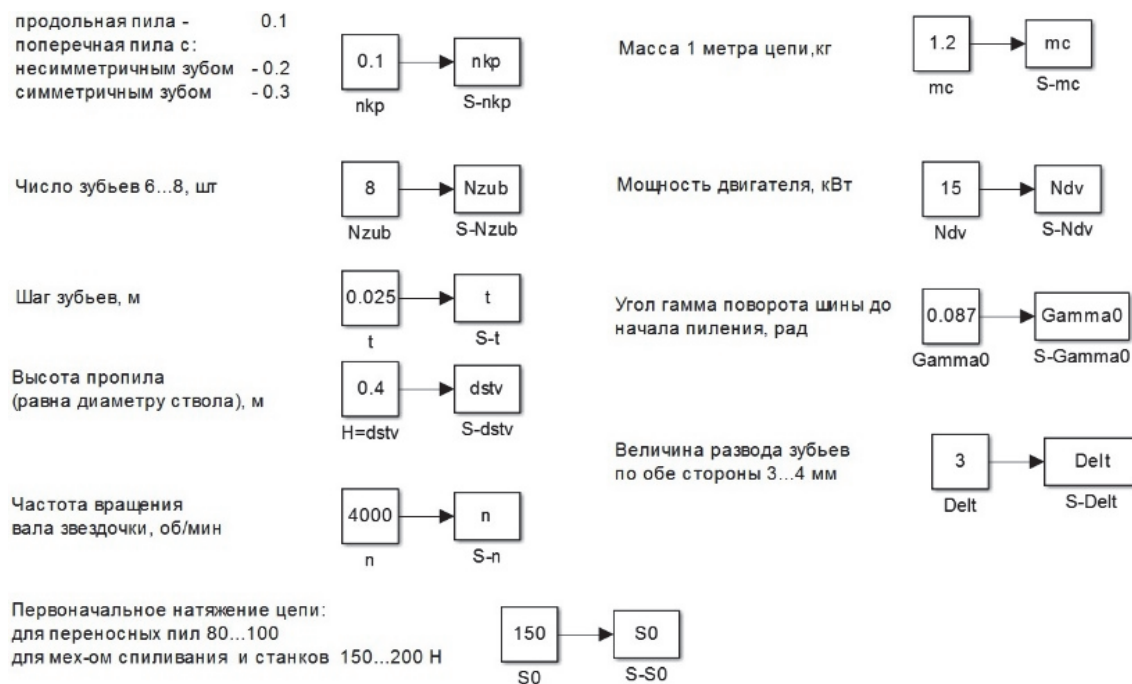 продольная пила - 0.1
поперечная пила с:
несимметричным зубом - 0.2
симметричным зубом - 0.3
0.1
nkp
nkp
S-nkp
Масса 1 метра цепи,кг
1.2
mc
mc
S-mc
Число зубьев 6...8, шт
8
Nzub
Nzub
S-Nzub
Мощность двигателя, кВт
15
Ndv
Ndv
S-Ndv
Шаг зубьев, м
0.025
t
t
S-t
Угол гамма поворота шины до
начала пиления, рад
0.087
Gamma0
Gamma0
S-Gamma0
Высота пропила
(равна диаметру ствола), м
0.4
dstv
H=dstv
S-dstv
Величина развода зубьев
по обе стороны 3...4 мм
3
Delt
Delt
S-Delt
Частота вращения
вала звездочки, об/мин
4000
n
n
S-n
Первоначальное натяжение цепи:
для переносных пил 80...100
для мех-ом спиливания и станков 150...200 Н
150
S0
S0
S-S0